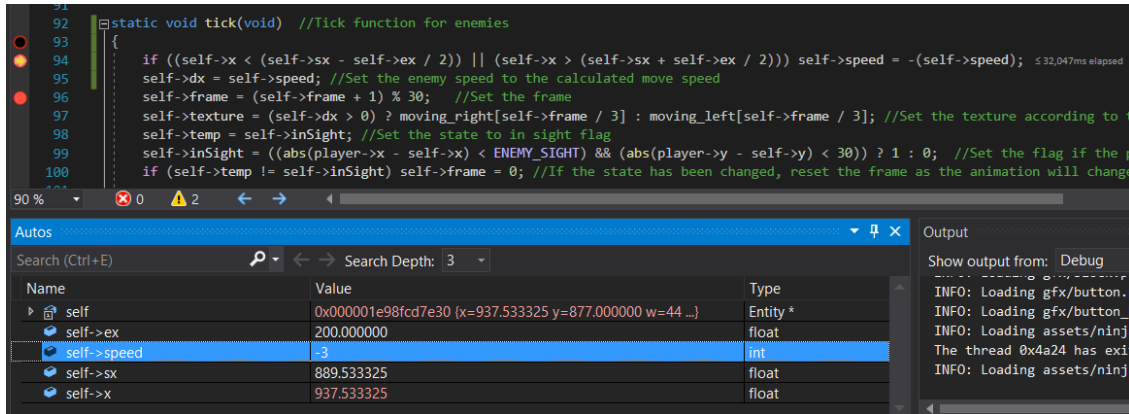 91
92 static void tick(void) //Tick function for enemies
93 {
94 if ((self->x < (self->sx - self->ex / 2)) || (self->x > (self->sx + self->ex / 2))) self->speed = -(self->speed); ≤32,047ms elapsed
95 self->dx = self->speed; //Set the enemy speed to the calculated move speed
96 self->frame = (self->frame + 1) % 30; //Set the frame
97 self->texture = (self->dx > 0) ? moving_right[self->frame / 3] : moving_left[self->frame / 3]; //Set the texture according to
98 self->temp = self->inSight; //Set the state to in sight flag
99 self->inSight = ((abs(player->x - self->x) < ENEMY_SIGHT) && (abs(player->y - self->y) < 30)) ? 1 : 0; //Set the flag if the
100 if (self->temp != self->inSight) self->frame = 0; //If the state has been changed, reset the frame as the animation will change
90 % 0 2
Autos
Search (Ctrl+E) Search Depth: 3
Name Value Type
self 0x000001e98fcd7e30 {x=937.533325 y=877.000000 w=44 ...} Entity *
self->ex 200.000000 float
self->speed -3 int
self->sx 889.533325 float
self->x 937.533325 float
Output
Show output from: Debug
INFO: Loading gfx/button.
INFO: Loading gfx/button_
INFO: Loading assets/ninj
The thread 0x4a24 has exi
INFO: Loading assets/ninj